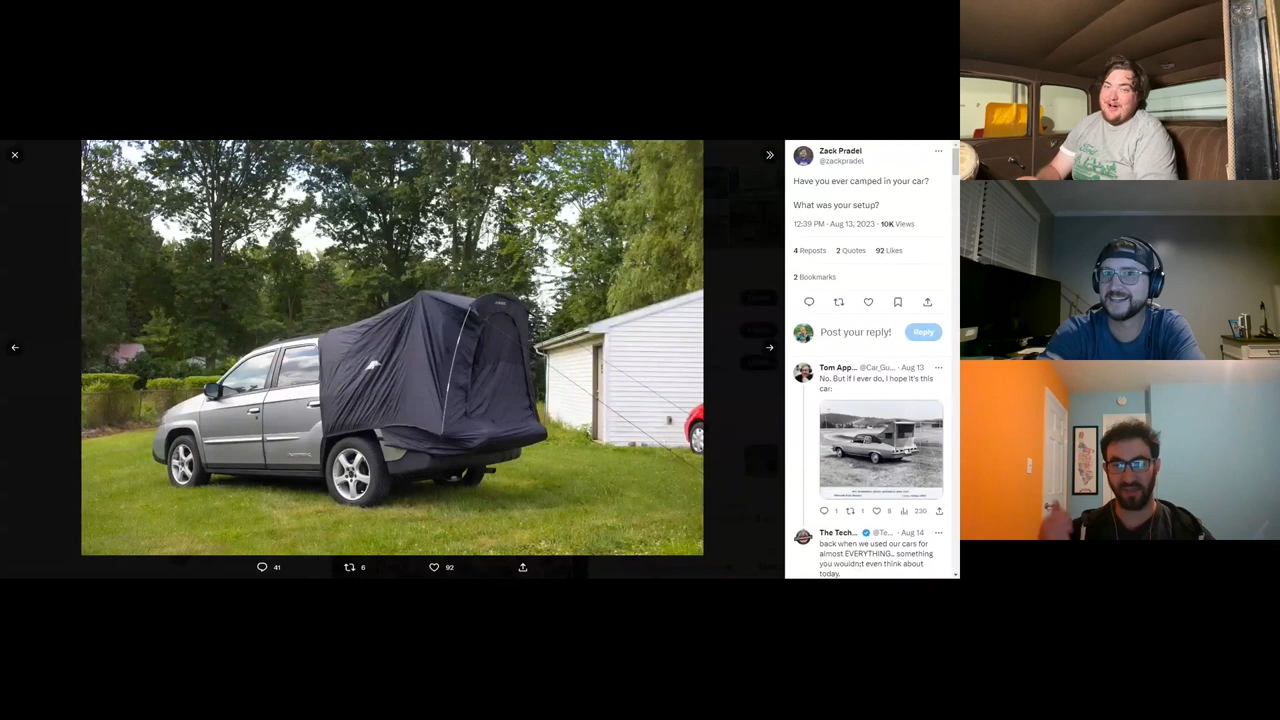 Zack Pradel
@zackpradel
Have you ever camped in your car?
What was your setup?
12:39 PM · Aug 13, 2023 · 10K Views
4 Reposts 2 Quotes 92 Likes
2 Bookmarks
Post your reply!
Reply
Tom App... @Car_Gu... · Aug 13
No. But if I ever do, I hope it's this
car:
1 1 8 230
The Tech... @Te... · Aug 14
back when we used our cars for
almost EVERYTHING.. something
you wouldn;t even think about
today.
41 6 92
Ford